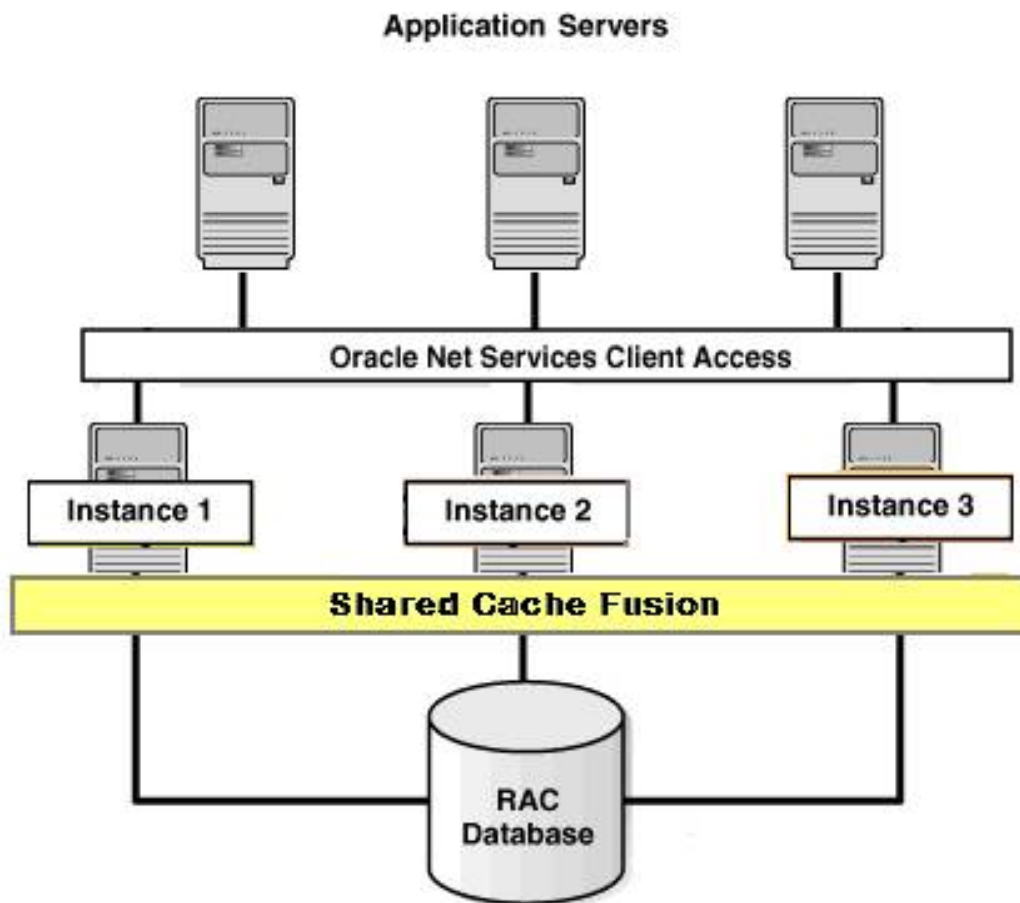 Application Servers
Oracle Net Services Client Access
Instance 1
Instance 2
Instance 3
Shared Cache Fusion
RAC
Database